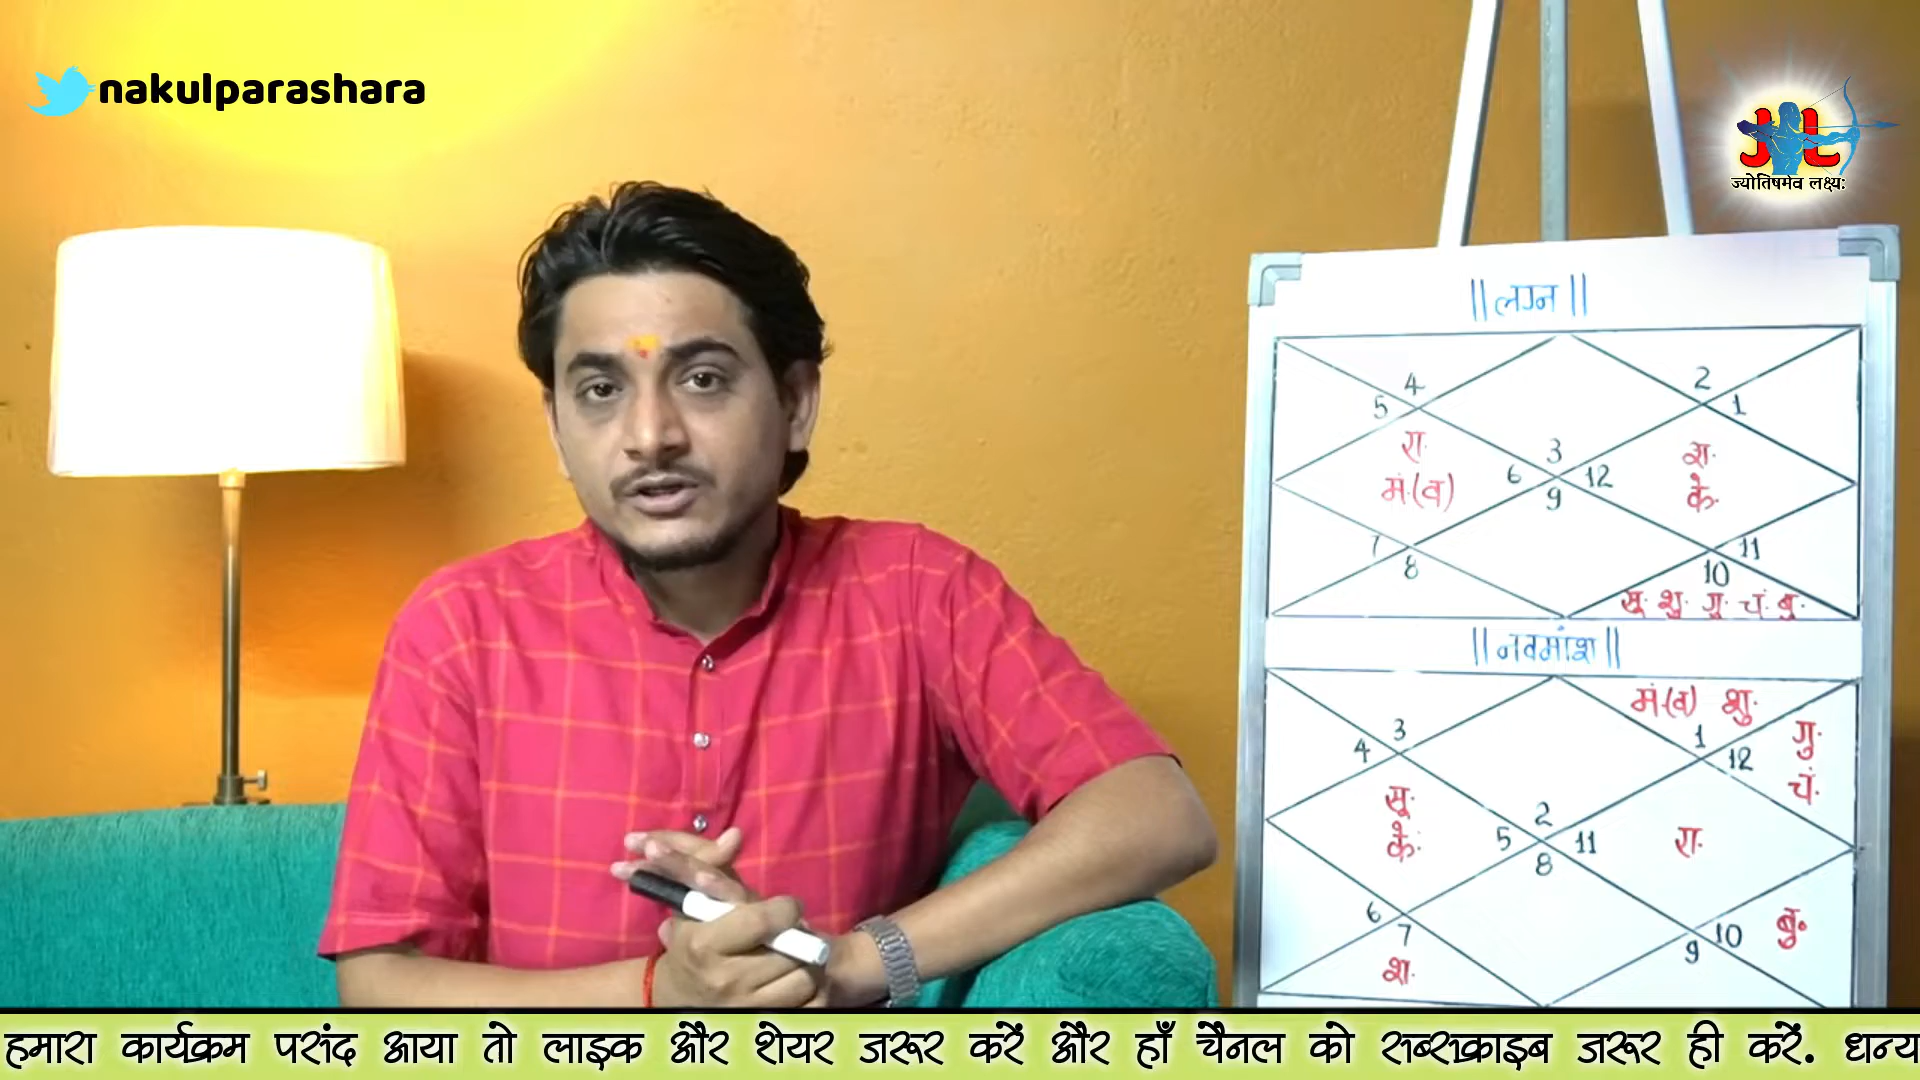 nakulparashara
JL
ज्योतिषमेव लक्ष्य:
||लग्न||
4
2
5
1
रा.
3
श.
मं.(व)
6
12
के.
9
7
11
8
10
सू. शु. गु. चं. बु.
||नवमांश||
मं.(व) शु.
3
1
गु.
4
12
चं.
सू.
2
के.
5
11
रा.
8
6
10
बु.
7
9
श.
हमारा कार्यक्रम पसंद आया तो लाइक और शेयर जरूर करें और हाँ चैनल को सब्सक्राइब जरूर ही करें. धन्य